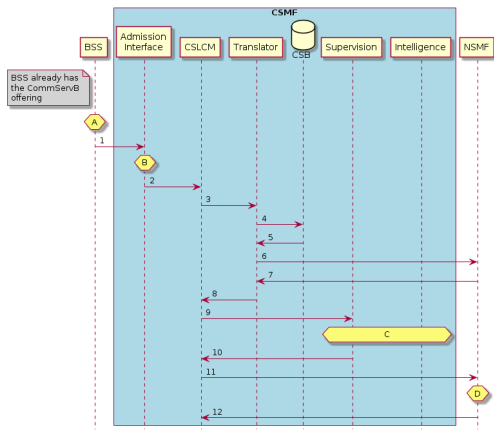 CSMF
BSS
Admission
Interface
CSLCM
Translator
CSB
Supervision
Intelligence
NSMF
BSS already has
the CommServB
offering
A
1
B
2
3
4
5
6
7
8
9
C
10
11
D
12